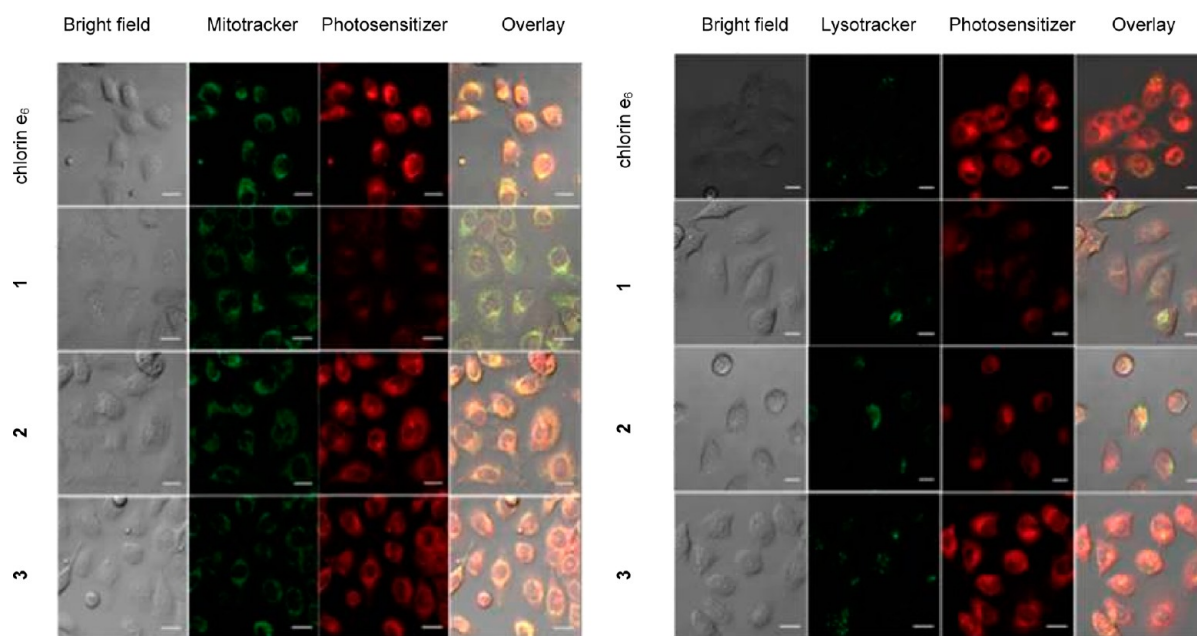 Bright field Mitotracker Photosensitizer Overlay
chlorin e₆
1
2
3
Bright field Lysotracker Photosensitizer Overlay
chlorin e₆
1
2
3